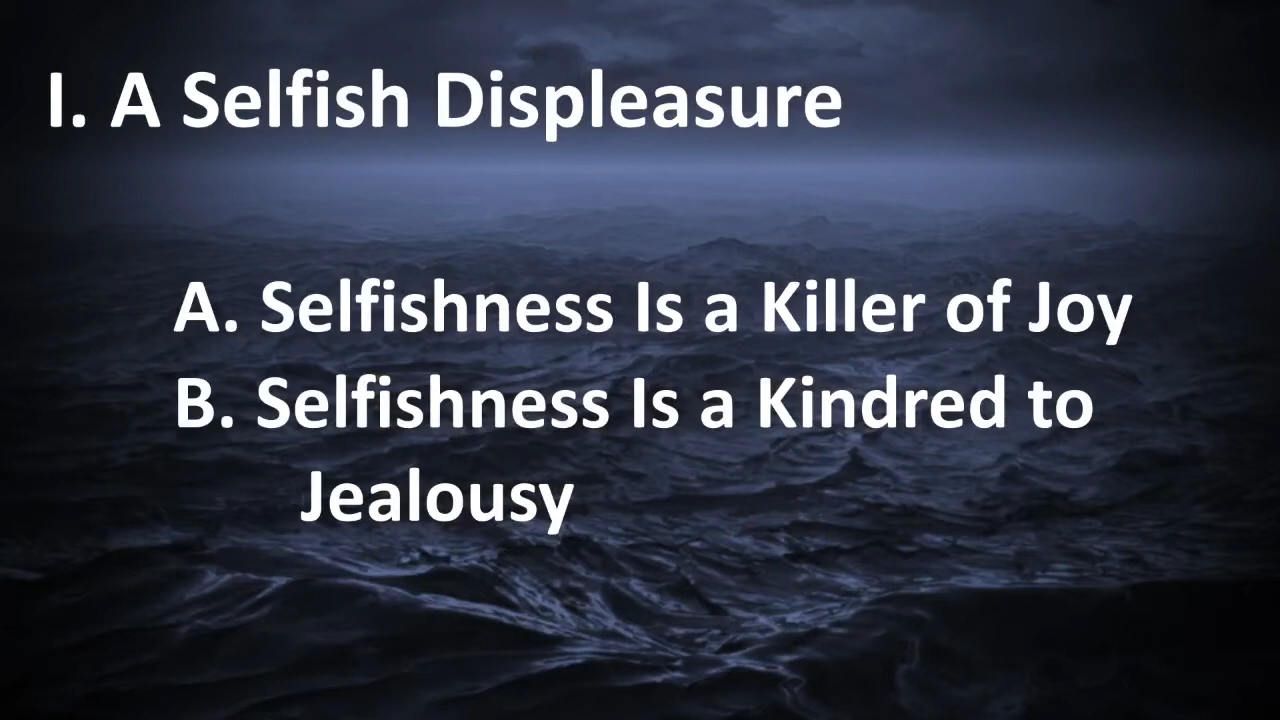 I. A Selfish Displeasure
A. Selfishness Is a Killer of Joy
B. Selfishness Is a Kindred to
Jealousy